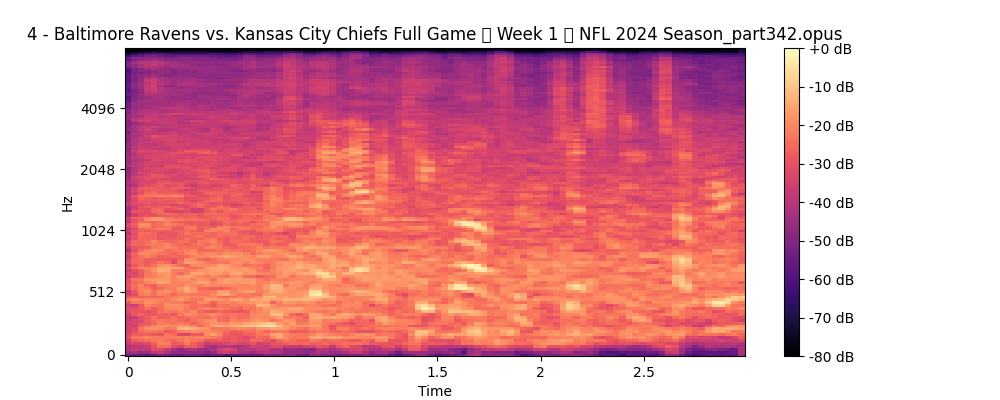 4 - Baltimore Ravens vs. Kansas City Chiefs Full Game ▯ Week 1 ▯ NFL 2024 Season_part342.opus
+0 dB
-10 dB
-20 dB
-30 dB
-40 dB
-50 dB
-60 dB
-70 dB
-80 dB
4096
2048
1024
512
0
Hz
0
0.5
1
1.5
2
2.5
Time